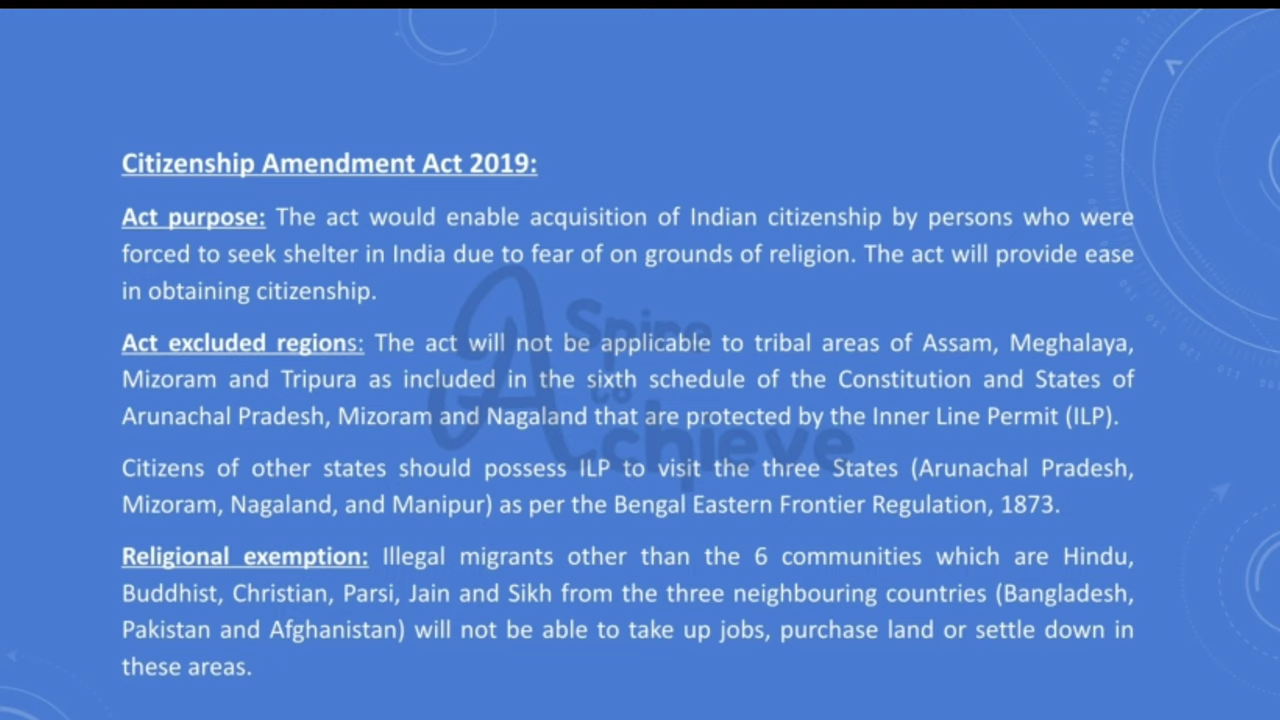 Citizenship Amendment Act 2019:
Act purpose: The act would enable acquisition of Indian citizenship by persons who were
forced to seek shelter in India due to fear of on grounds of religion. The act will provide ease
in obtaining citizenship.
Act excluded regions: The act will not be applicable to tribal areas of Assam, Meghalaya,
Mizoram and Tripura as included in the sixth schedule of the Constitution and States of
Arunachal Pradesh, Mizoram and Nagaland that are protected by the Inner Line Permit (ILP).
Citizens of other states should possess ILP to visit the three States (Arunachal Pradesh,
Mizoram, Nagaland, and Manipur) as per the Bengal Eastern Frontier Regulation, 1873.
Religional exemption: Illegal migrants other than the 6 communities which are Hindu,
Buddhist, Christian, Parsi, Jain and Sikh from the three neighbouring countries (Bangladesh,
Pakistan and Afghanistan) will not be able to take up jobs, purchase land or settle down in
these areas.
ASpire
to
Achieve